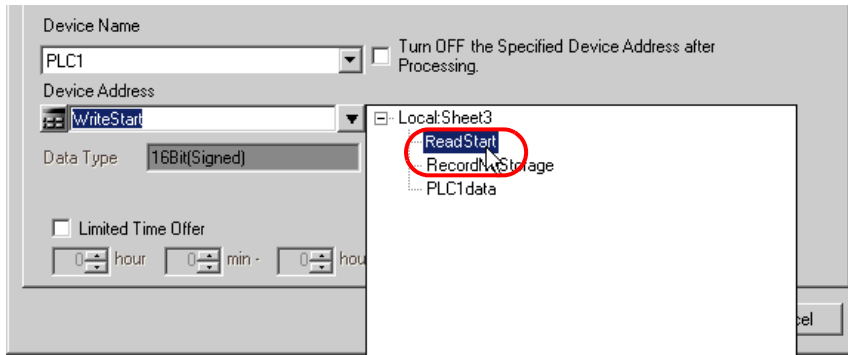 Device Name
PLC1
Turn OFF the Specified Device Address after
Processing.
Device Address
WriteStart
Local:Sheet3
ReadStart
Data Type
16Bit(Signed)
PLC1data
Limited Time Offer
0 hour 0 min - 0